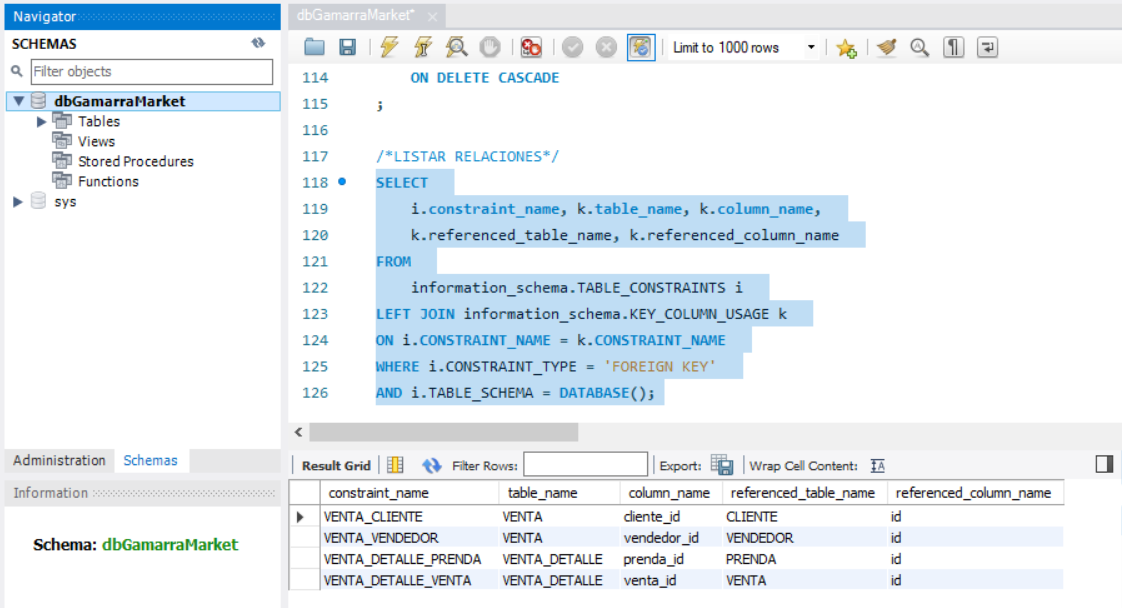 Navigator
SCHEMAS
Filter objects
dbGamarraMarket
Tables
Views
Stored Procedures
Functions
sys
Administration Schemas
Information
Schema: dbGamarraMarket
dbGamarraMarket* ×
Limit to 1000 rows
114 ON DELETE CASCADE
115 ;
116
117 /*LISTAR RELACIONES*/
118 SELECT
119 i.constraint_name, k.table_name, k.column_name,
120 k.referenced_table_name, k.referenced_column_name
121 FROM
122 information_schema.TABLE_CONSTRAINTS i
123 LEFT JOIN information_schema.KEY_COLUMN_USAGE k
124 ON i.CONSTRAINT_NAME = k.CONSTRAINT_NAME
125 WHERE i.CONSTRAINT_TYPE = 'FOREIGN KEY'
126 AND i.TABLE_SCHEMA = DATABASE();
Result Grid Filter Rows: Export: Wrap Cell Content: IA
constraint_name table_name column_name referenced_table_name referenced_column_name
VENTA_CLIENTE VENTA cliente_id CLIENTE id
VENTA_VENDEDOR VENTA vendedor_id VENDEDOR id
VENTA_DETALLE_PRENDA VENTA_DETALLE prenda_id PRENDA id
VENTA_DETALLE_VENTA VENTA_DETALLE venta_id VENTA id